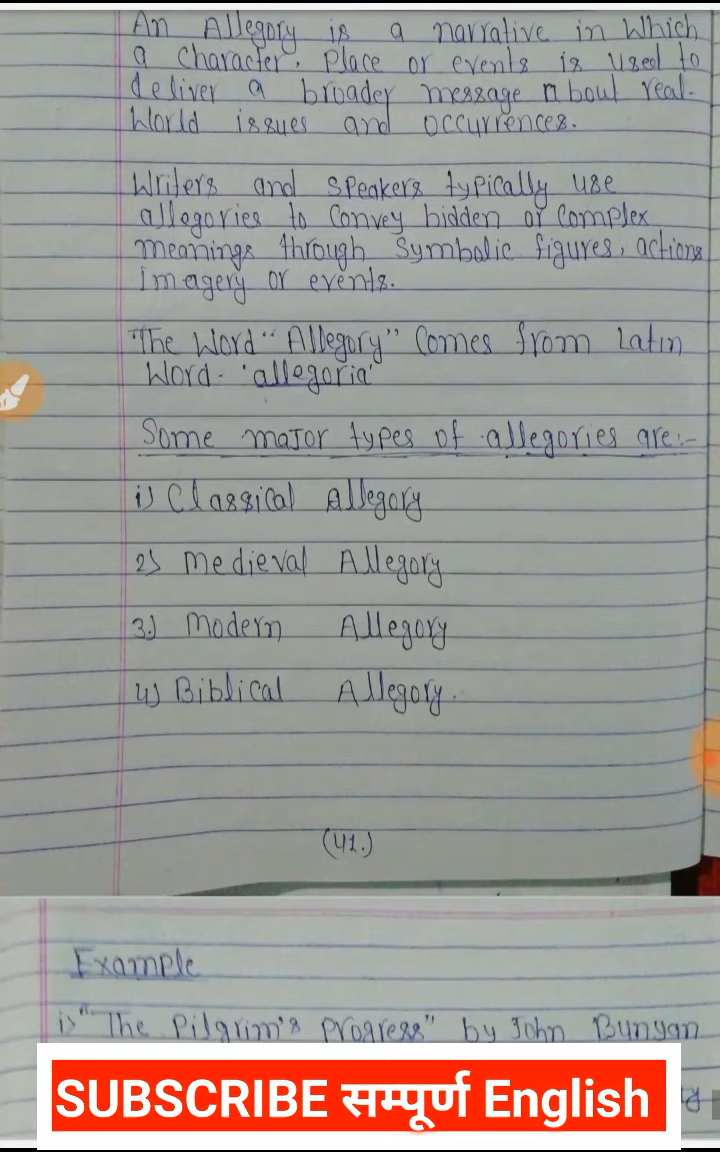 An Allegory is a narrative in which
a character, Place or events is used to
deliver a broader message about real-
World issues and occurrences.
Writers and speakers typically use
allegories to convey hidden or complex
meanings through symbolic figures, actions
imagery or events.
The Word "Allegory" Comes from Latin
Word - 'allegoria'
Some major types of allegories are:-
1) Classical Allegory
2) medieval Allegory
3.) modern Allegory
4) Biblical Allegory.
(41.)
Example
1) "The Pilgrim's Progress" by John Bunyan
SUBSCRIBE सम्पूर्ण English